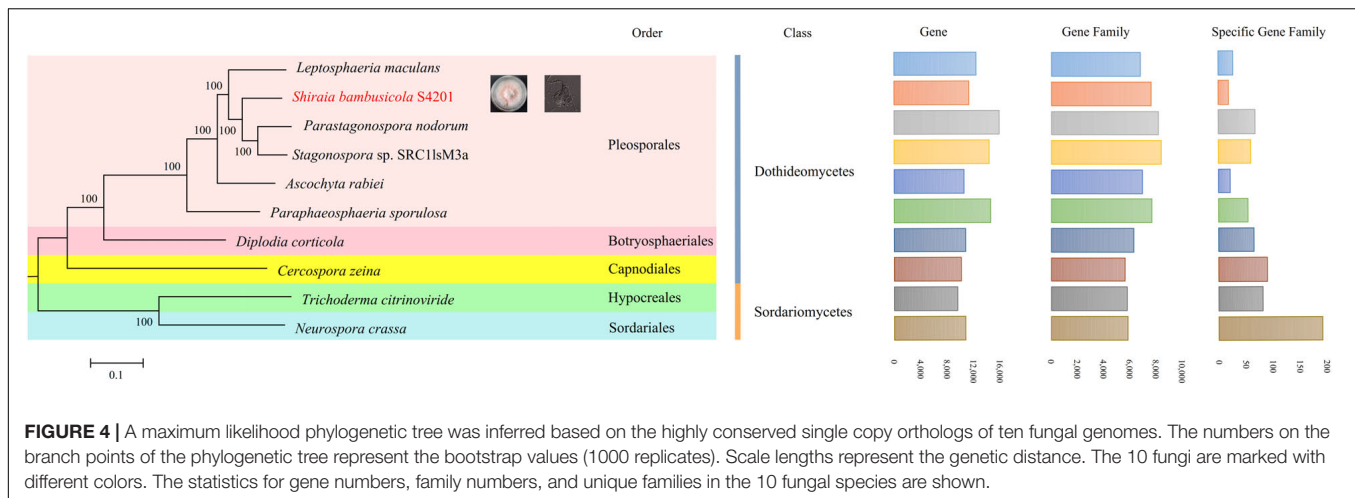 Order Class Gene Gene Family Specific Gene Family
Leptosphaeria maculans
100
Shiraia bambusicola S4201
100
100
Parastagonospora nodorum
100
Stagonospora sp. SRC1lsM3a
100
Pleosporales
Dothideomycetes
Ascochyta rabiei
100
Paraphaeosphaeria sporulosa
100
Diplodia corticola Botryosphaeriales
Cercospora zeina Capnodiales
Trichoderma citrinoviride Hypocreales
Sordariomycetes
100
Neurospora crassa Sordariales
0.1
0 4,000 8,000 12,000 16,000
0 2,000 4,000 6,000 8,000 10,000
0 50 100 150 200
FIGURE 4 | A maximum likelihood phylogenetic tree was inferred based on the highly conserved single copy orthologs of ten fungal genomes. The numbers on the
branch points of the phylogenetic tree represent the bootstrap values (1000 replicates). Scale lengths represent the genetic distance. The 10 fungi are marked with
different colors. The statistics for gene numbers, family numbers, and unique families in the 10 fungal species are shown.